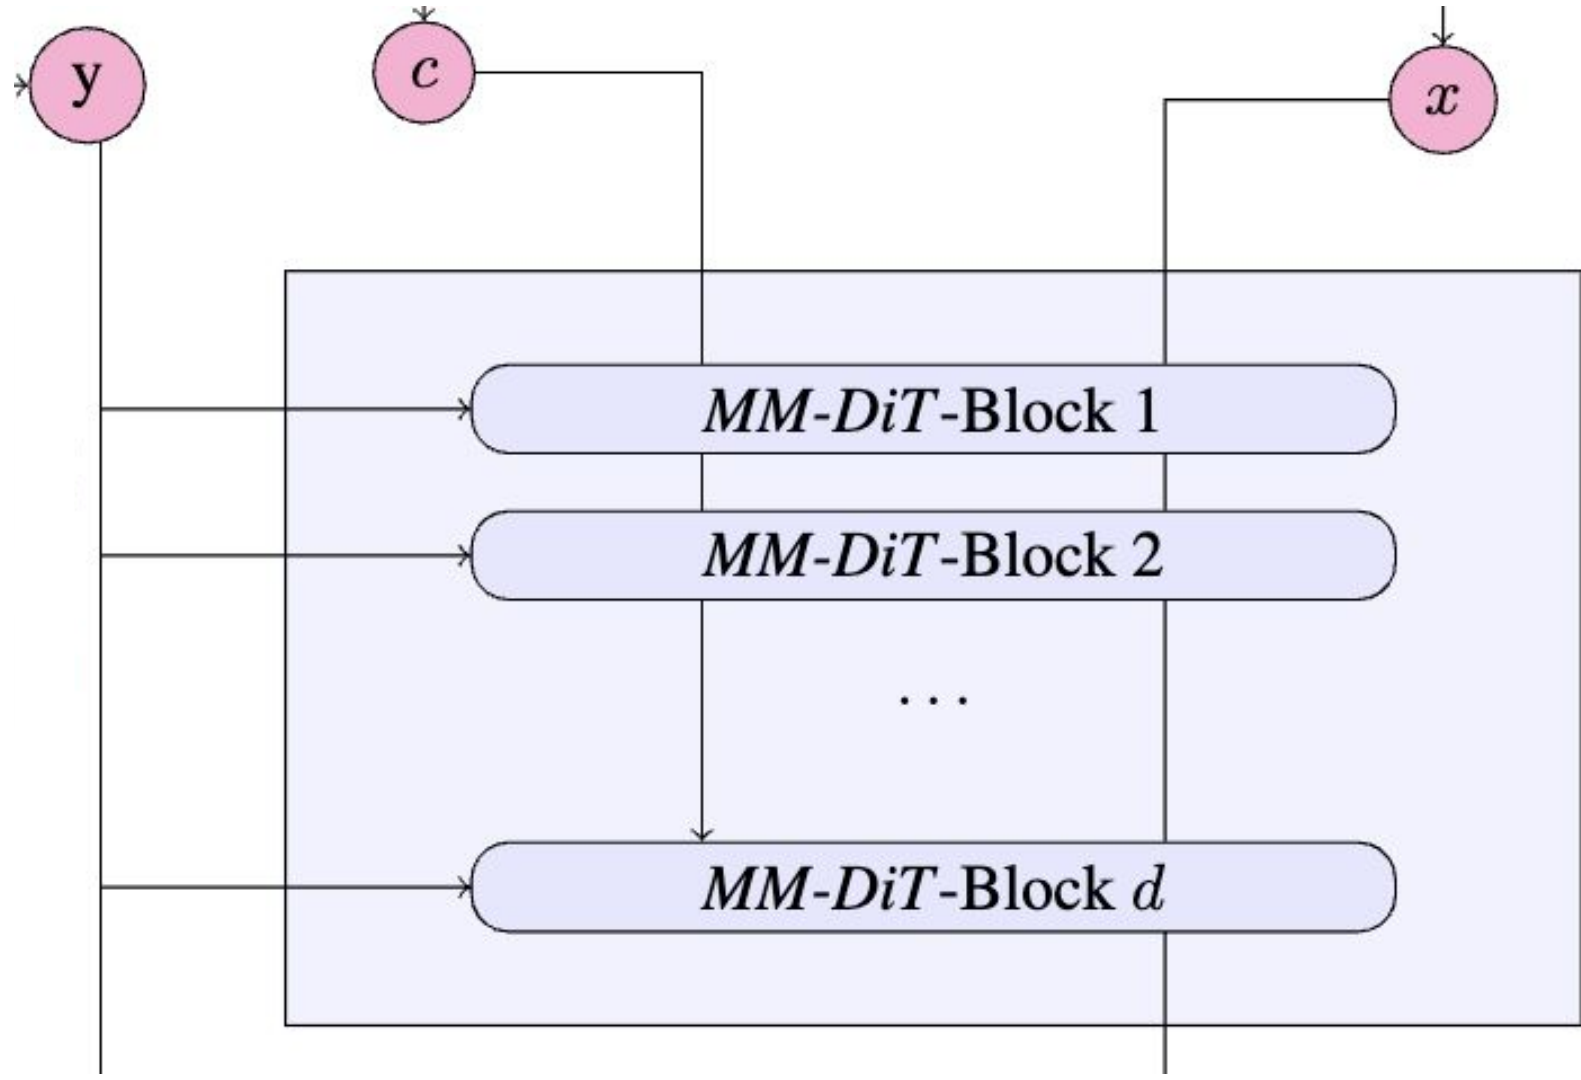 y
c
x
MM-DiT-Block 1
MM-DiT-Block 2
. . .
MM-DiT-Block d